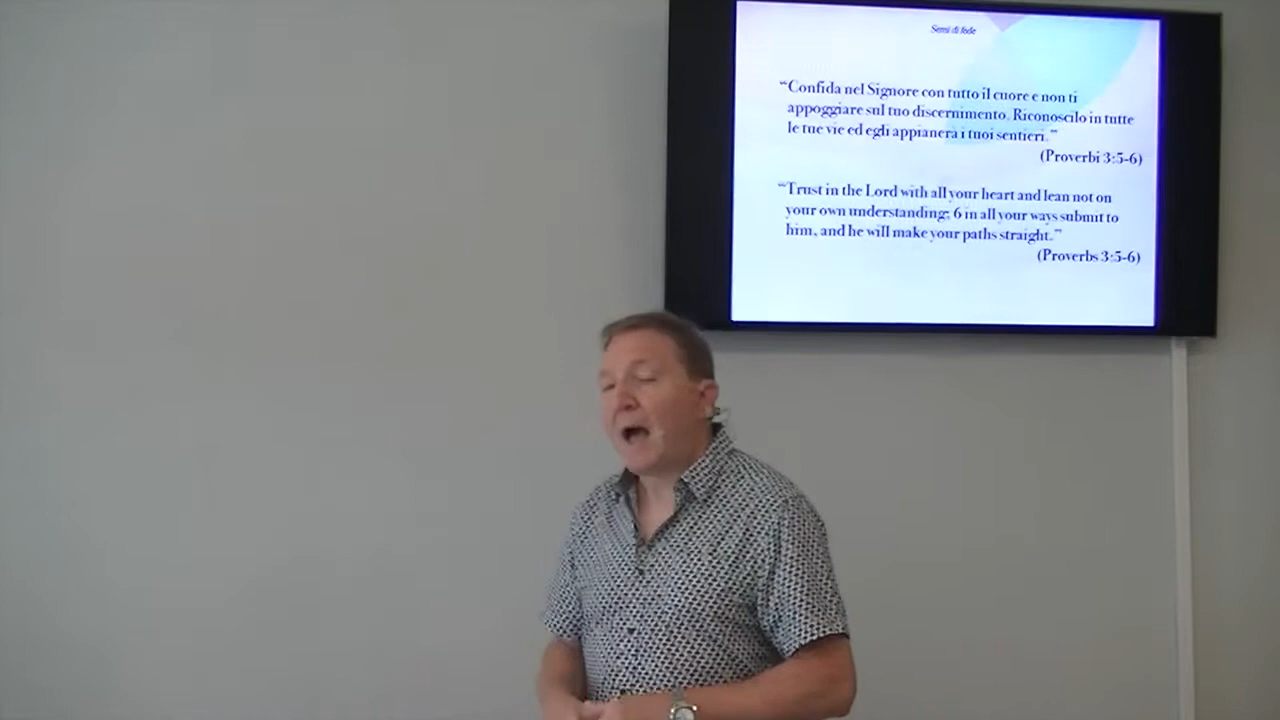 Semi di fede
“Confida nel Signore con tutto il cuore e non ti
appoggiare sul tuo discernimento. Riconoscilo in tutte
le tue vie ed egli appianerà i tuoi sentieri.”
(Proverbi 3:5-6)
“Trust in the Lord with all your heart and lean not on
your own understanding; 6 in all your ways submit to
him, and he will make your paths straight.”
(Proverbs 3:5-6)